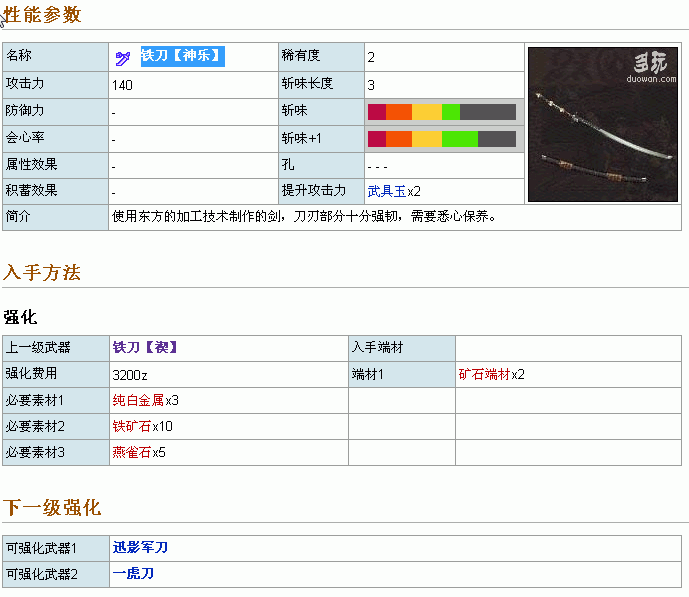 性能参数
名称 铁刀【神乐】 稀有度 2
攻击力 140 斩味长度 3
防御力 - 斩味
会心率 - 斩味+1
属性效果 - 孔 ---
积蓄效果 - 提升攻击力 武具玉x2
简介 使用东方的加工技术制作的剑，刀刃部分十分强韧，需要悉心保养。
多玩
duowan.com
入手方法
强化
上一级武器 铁刀【禊】 入手端材
强化费用 3200z 端材1 矿石端材x2
必要素材1 纯白金属x3
必要素材2 铁矿石x10
必要素材3 燕雀石x5
下一级强化
可强化武器1 迅影军刀
可强化武器2 一虎刀